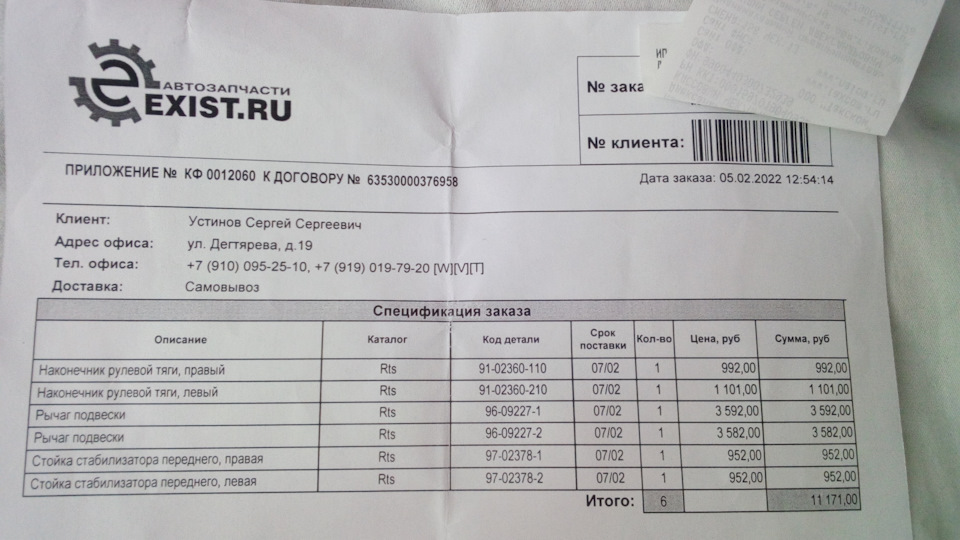 АВТОЗАПЧАСТИ
EXIST.RU
ИП
№ зака
№ клиента:
ПРИЛОЖЕНИЕ № КФ 0012060 К ДОГОВОРУ № 63530000376958
Дата заказа: 05.02.2022 12:54:14
Клиент: Устинов Сергей Сергеевич
Адрес офиса: ул. Дегтярева, д.19
Тел. офиса: +7 (910) 095-25-10, +7 (919) 019-79-20 [W][V][T]
Доставка: Самовывоз
Спецификация заказа
Описание Каталог Код детали Срок поставки Кол-во Цена, руб Сумма, руб
Наконечник рулевой тяги, правый Rts 91-02360-110 07/02 1 992,00 992,00
Наконечник рулевой тяги, левый Rts 91-02360-210 07/02 1 1 101,00 1 101,00
Рычаг подвески Rts 96-09227-1 07/02 1 3 592,00 3 592,00
Рычаг подвески Rts 96-09227-2 07/02 1 3 582,00 3 582,00
Стойка стабилизатора переднего, правая Rts 97-02378-1 07/02 1 952,00 952,00
Стойка стабилизатора переднего, левая Rts 97-02378-2 07/02 1 952,00 952,00
Итого: 6 11 171,00